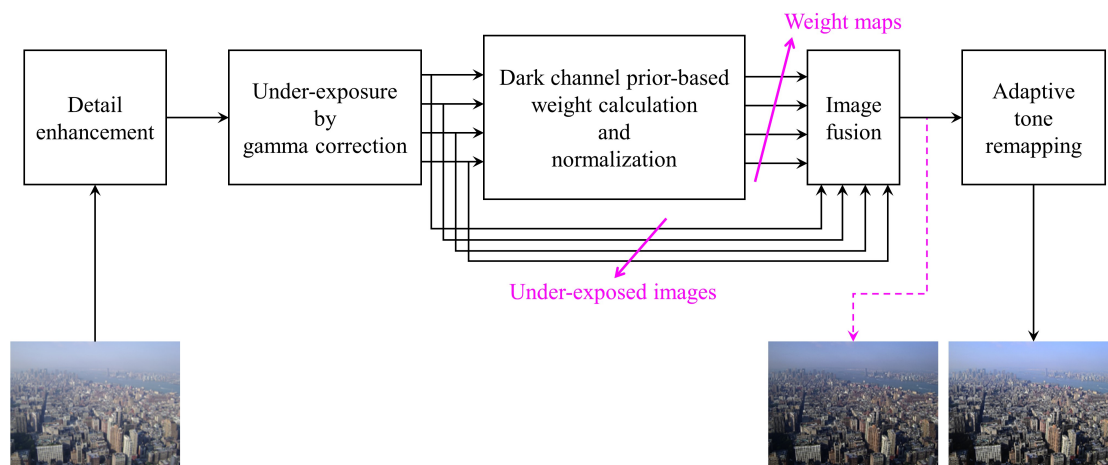 Weight maps
Detail
enhancement
Under-exposure
by
gamma correction
Dark channel prior-based
weight calculation
and
normalization
Image
fusion
Adaptive
tone
remapping
Under-exposed images